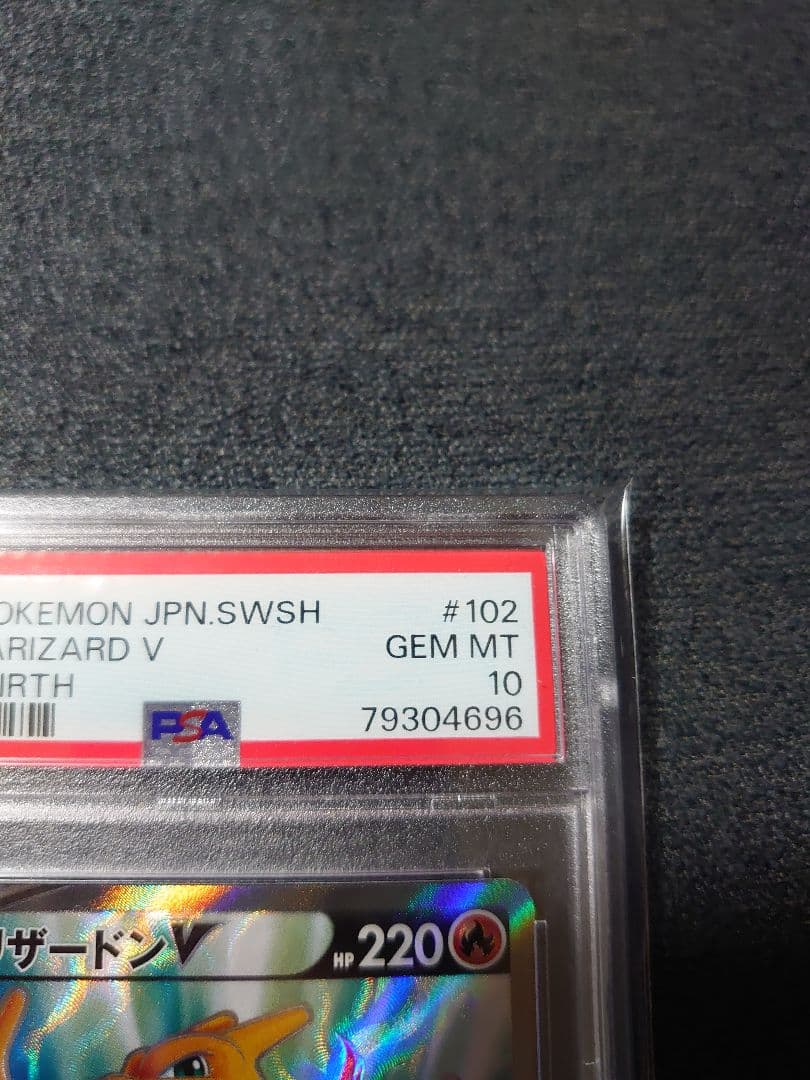 OKEMON JPN.SWSH #102
ARIZARD V GEM MT
IRTH 10
PSA 79304696
リザードンV HP 220